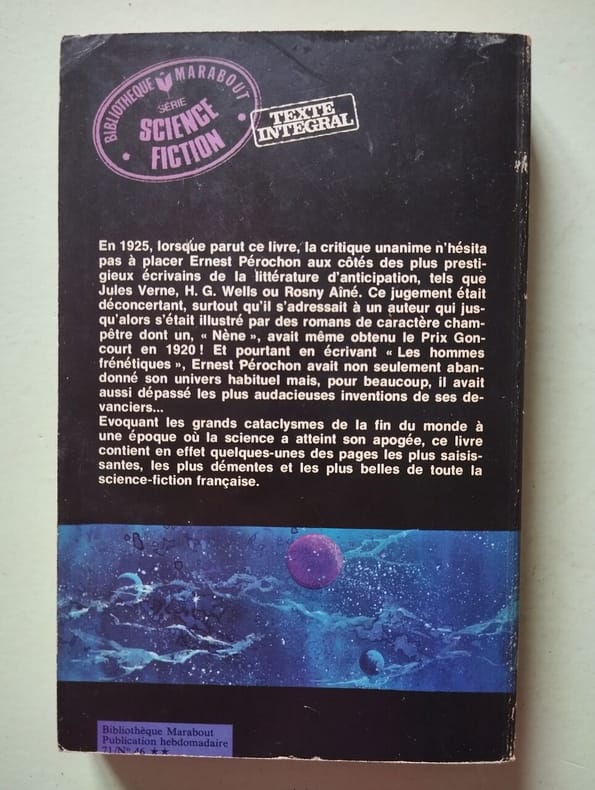 BIBLIOTHEQUE MARABOUT
SÉRIE
SCIENCE
FICTION
TEXTE
INTEGRAL
En 1925, lorsque parut ce livre, la critique unanime n'hésita
pas à placer Ernest Pérochon aux côtés des plus presti-
gieux écrivains de la littérature d'anticipation, tels que
Jules Verne, H. G. Wells ou Rosny Aîné. Ce jugement était
déconcertant, surtout qu'il s'adressait à un auteur qui jus-
qu'alors s'était illustré par des romans de caractère cham-
pêtre dont un, « Nène », avait même obtenu le Prix Gon-
court en 1920 ! Et pourtant en écrivant « Les hommes
frénétiques », Ernest Pérochon avait non seulement aban-
donné son univers habituel mais, pour beaucoup, il avait
aussi dépassé les plus audacieuses inventions de ses de-
vanciers...
Evoquant les grands cataclysmes de la fin du monde à
une époque où la science a atteint son apogée, ce livre
contient en effet quelques-unes des pages les plus saisis-
santes, les plus démentes et les plus belles de toute la
science-fiction française.
Bibliothèque Marabout
Publication hebdomadaire
71/N° 46 ★★